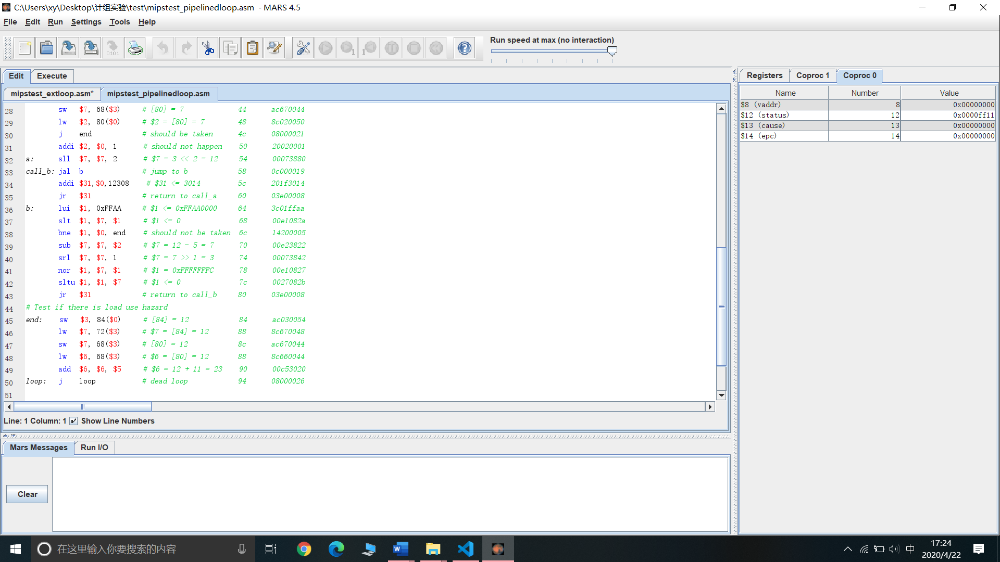 C:\Users\xy\Desktop\计组实验\test\mipstest_pipelinedloop.asm - MARS 4.5
File Edit Run Settings Tools Help
Run speed at max (no interaction)
Edit Execute
mipstest_extloop.asm* mipstest_pipelinedloop.asm
28 sw $7, 68($3) # [80] = 7 44 ac670044
29 lw $2, 80($0) # $2 = [80] = 7 48 8c020050
30 j end # should be taken 4c 08000021
31 addi $2, $0, 1 # should not happen 50 20020001
32 a: sll $7, $7, 2 # $7 = 3 << 2 = 12 54 00073880
33 call_b: jal b # jump to b 58 0c000019
34 addi $31,$0,12308 # $31 <= 3014 5c 201f3014
35 jr $31 # return to call_a 60 03e00008
36 b: lui $1, 0xFFAA # $1 <= 0xFFAA0000 64 3c01ffaa
37 slt $1, $7, $1 # $1 <= 0 68 00e1082a
38 bne $1, $0, end # should not be taken 6c 14200005
39 sub $7, $7, $2 # $7 = 12 - 5 = 7 70 00e23822
40 srl $7, $7, 1 # $7 = 7 >> 1 = 3 74 00073842
41 nor $1, $7, $1 # $1 = 0xFFFFFFFC 78 00e10827
42 sltu $1, $1, $7 # $1 <= 0 7c 0027082b
43 jr $31 # return to call_b 80 03e00008
44 # Test if there is load use hazard
45 end: sw $3, 84($0) # [84] = 12 84 ac030054
46 lw $7, 72($3) # $7 = [84] = 12 88 8c670048
47 sw $7, 68($3) # [80] = 12 8c ac670044
48 lw $6, 68($3) # $6 = [80] = 12 88 8c660044
49 add $6, $6, $5 # $6 = 12 + 11 = 23 90 00c53020
50 loop: j loop # dead loop 94 08000026
51
Line: 1 Column: 1 Show Line Numbers
Mars Messages Run I/O
Clear
Registers Coproc 1 Coproc 0
Name Number Value
$8 (vaddr) 8 0x00000000
$12 (status) 12 0x0000ff11
$13 (cause) 13 0x00000000
$14 (epc) 14 0x00000000
在这里输入你要搜索的内容
中
17:24
2020/4/22